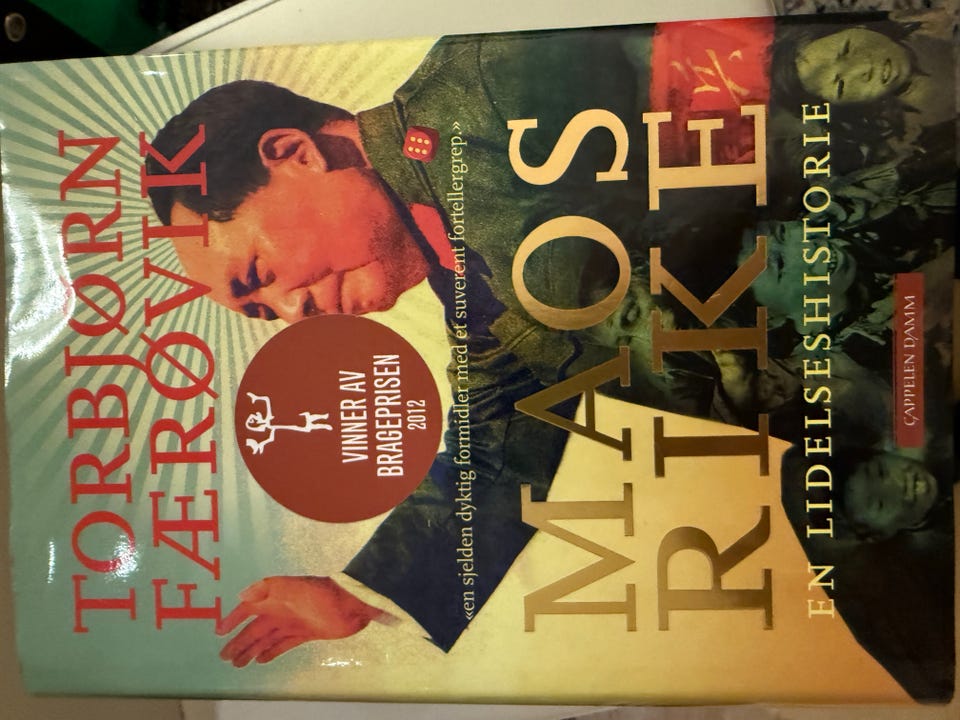 TORBJØRN
FÆRØVIK
VINNER AV
BRAGEPRISEN
2012
«en sjelden dyktig formidler med et suverent fortellergrep.»
MAOS
RIKE
EN LIDELSESHISTORIE
CAPPELEN DAMM